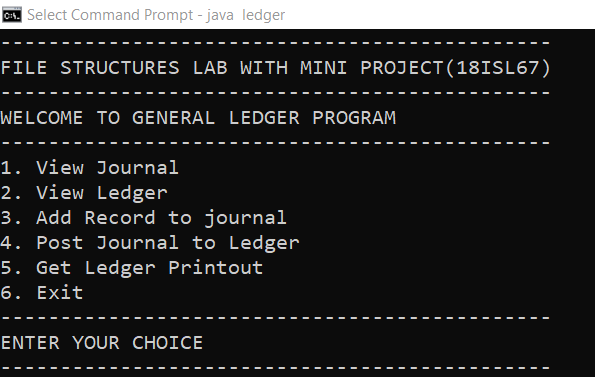 Select Command Prompt - java  ledger
----------------------------------------------
FILE STRUCTURES LAB WITH MINI PROJECT(18ISL67)
----------------------------------------------
WELCOME TO GENERAL LEDGER PROGRAM
----------------------------------------------
1. View Journal
2. View Ledger
3. Add Record to journal
4. Post Journal to Ledger
5. Get Ledger Printout
6. Exit
----------------------------------------------
ENTER YOUR CHOICE
----------------------------------------------